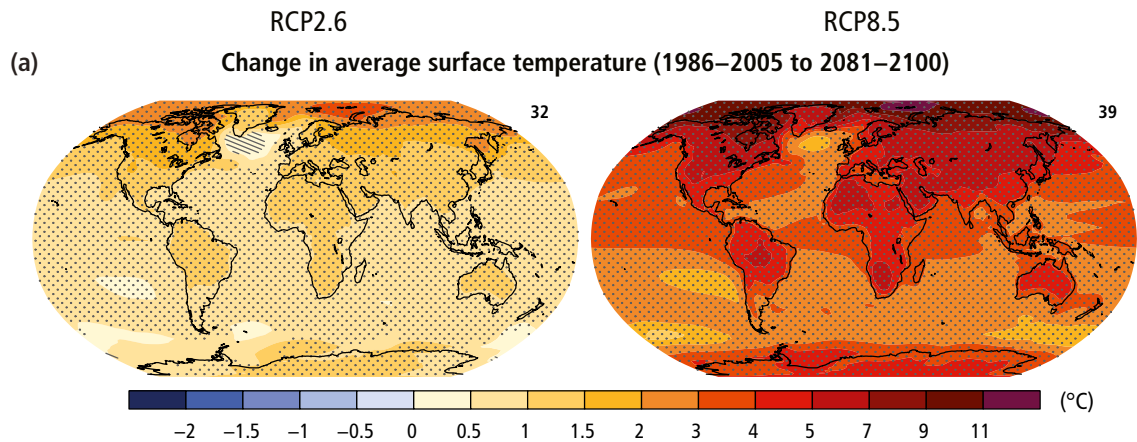 RCP2.6 RCP8.5
(a) Change in average surface temperature (1986–2005 to 2081–2100)
32 39
−2 −1.5 −1 −0.5 0 0.5 1 1.5 2 3 4 5 7 9 11 (°C)